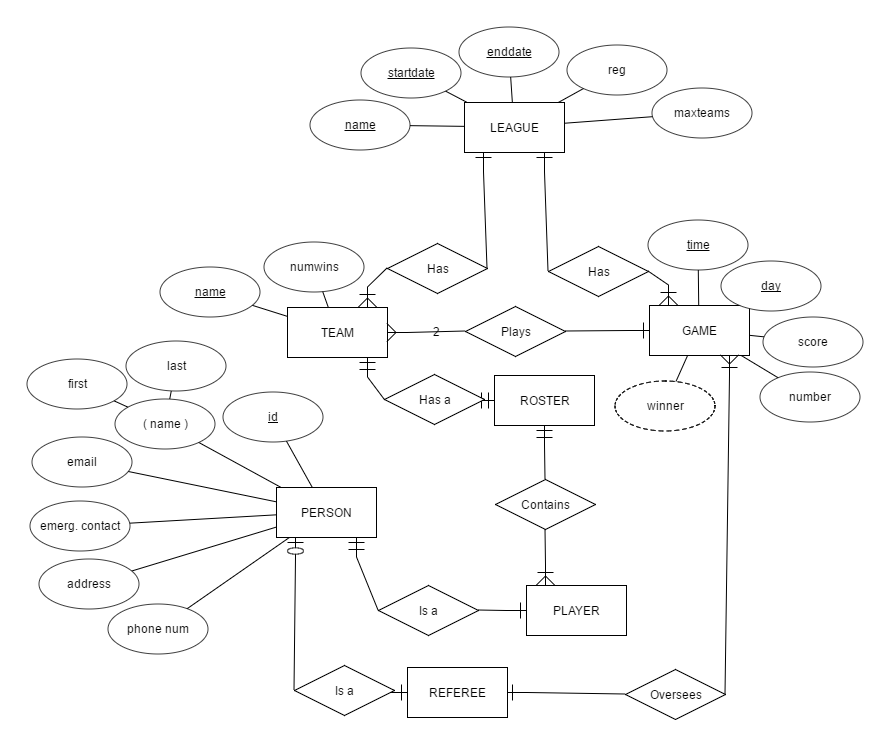 enddate
startdate
reg
name
LEAGUE
maxteams
time
Has
Has
numwins
name
day
TEAM
2
Plays
GAME
score
last
first
Has a
ROSTER
winner
number
( name )
id
email
Contains
PERSON
emerg. contact
address
Is a
PLAYER
phone num
Is a
REFEREE
Oversees